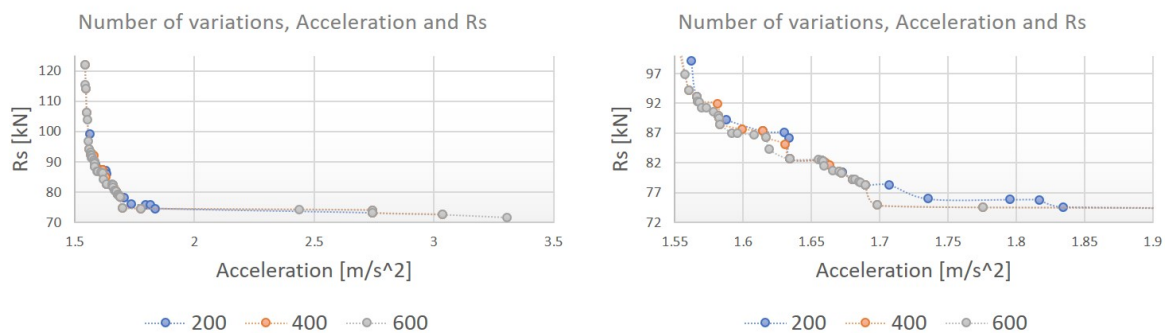 Number of variations, Acceleration and Rs
120
110
100
90
80
70
Rs [kN]
1.5 2 2.5 3 3.5
Acceleration [m/s^2]
200 400 600
Number of variations, Acceleration and Rs
97
92
87
82
77
72
Rs [kN]
1.55 1.6 1.65 1.7 1.75 1.8 1.85 1.9
Acceleration [m/s^2]
200 400 600